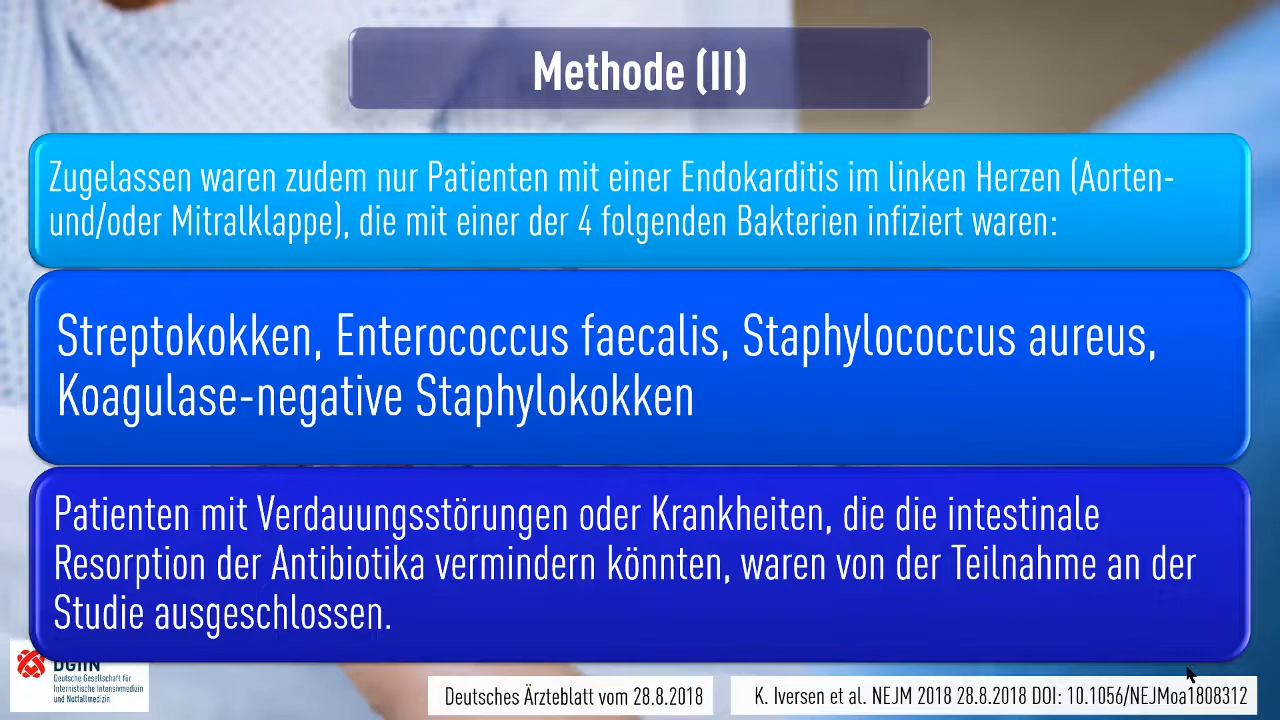 Methode (II)
Zugelassen waren zudem nur Patienten mit einer Endokarditis im linken Herzen (Aorten-
und/oder Mitralklappe), die mit einer der 4 folgenden Bakterien infiziert waren:
Streptokokken, Enterococcus faecalis, Staphylococcus aureus,
Koagulase-negative Staphylokokken
Patienten mit Verdauungsstörungen oder Krankheiten, die die intestinale
Resorption der Antibiotika vermindern könnten, waren von der Teilnahme an der
Studie ausgeschlossen.
DGIIN
Deutsche Gesellschaft für
Internistische Intensivmedizin
und Notfallmedizin
Deutsches Ärzteblatt vom 28.8.2018
K. Iversen et al. NEJM 2018 28.8.2018 DOI: 10.1056/NEJMoa1808312